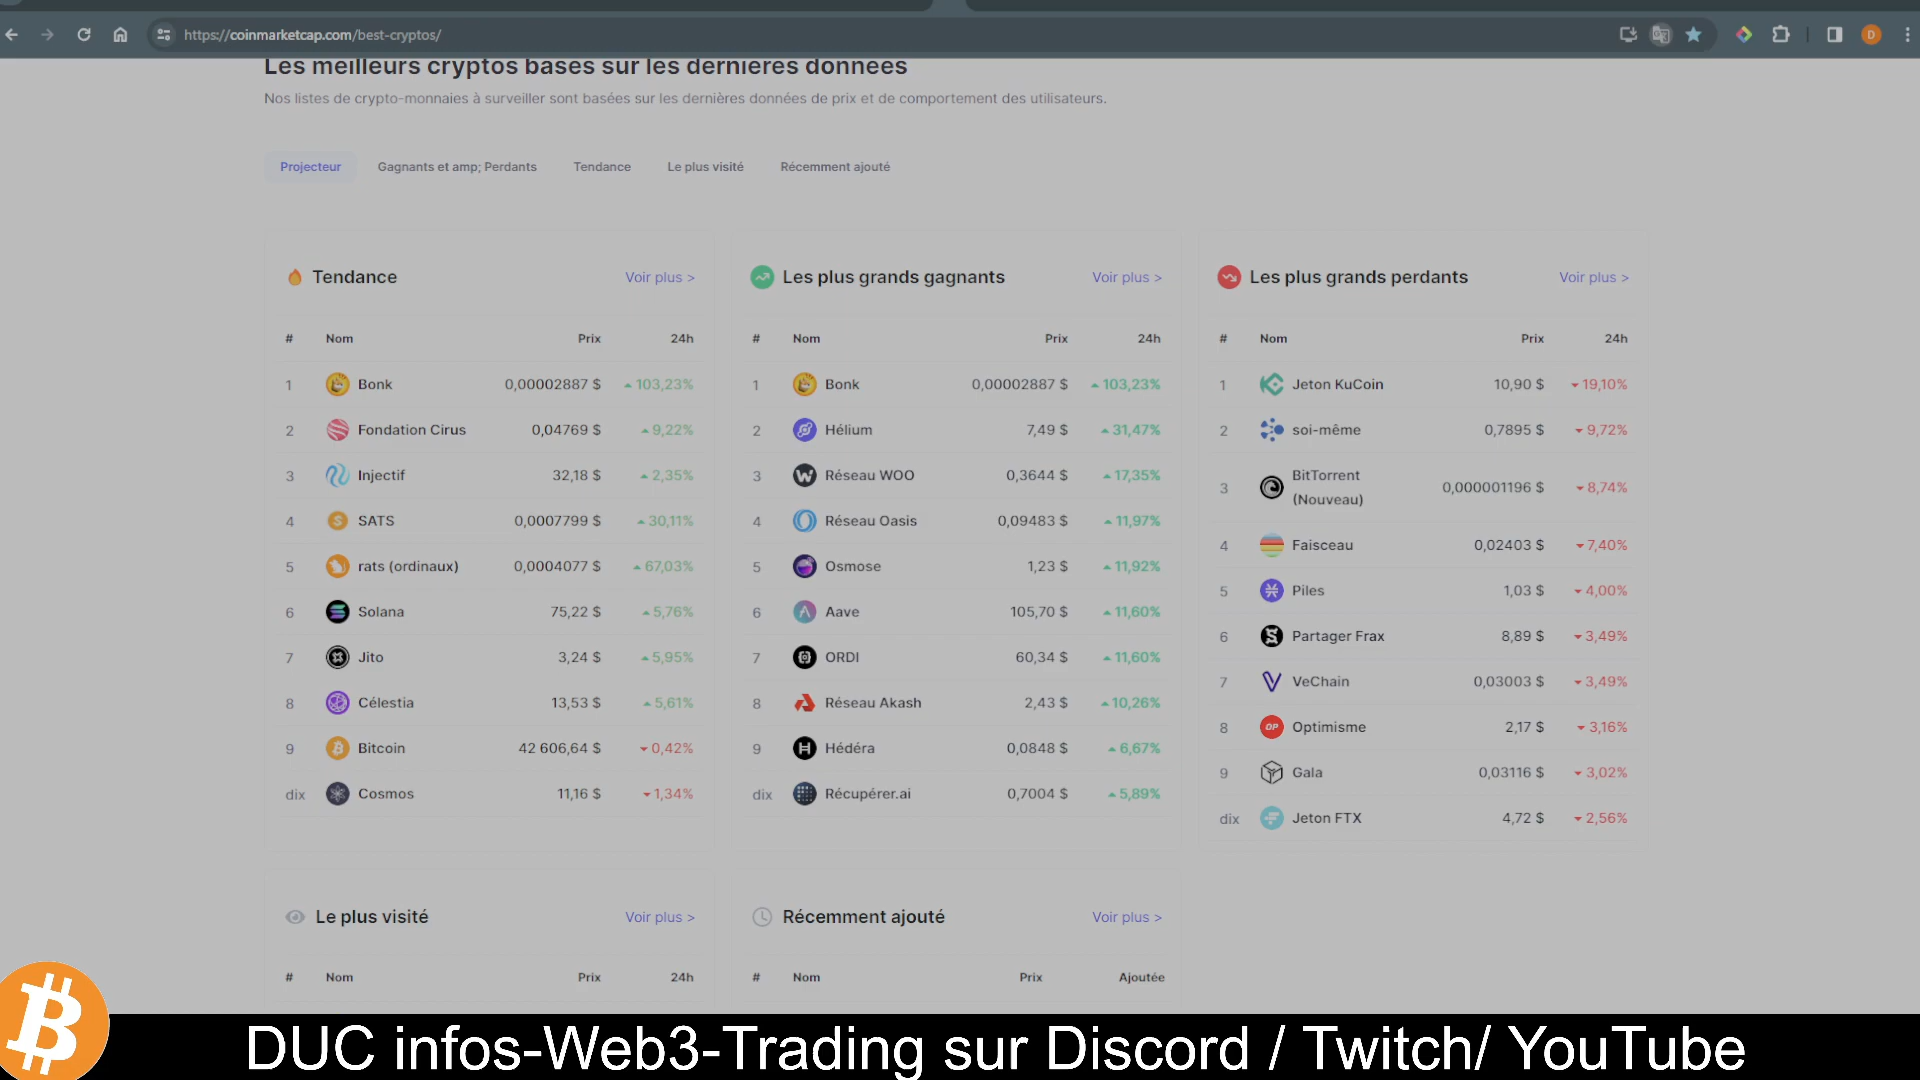 https://coinmarketcap.com/best-cryptos/
D
Les meilleurs cryptos basés sur les dernières données
Nos listes de crypto-monnaies à surveiller sont basées sur les dernières données de prix et de comportement des utilisateurs.
Projecteur Gagnants et amp; Perdants Tendance Le plus visité Récemment ajouté
Tendance Voir plus >
# Nom Prix 24h
1 Bonk 0,00002887 $ 103,23%
2 Fondation Cirus 0,04769 $ 9,22%
3 Injectif 32,18 $ 2,35%
4 SATS 0,0007799 $ 30,11%
5 rats (ordinaux) 0,0004077 $ 67,03%
6 Solana 75,22 $ 5,76%
7 Jito 3,24 $ 5,95%
8 Célestia 13,53 $ 5,61%
9 Bitcoin 42 606,64 $ 0,42%
dix Cosmos 11,16 $ 1,34%
Les plus grands gagnants Voir plus >
# Nom Prix 24h
1 Bonk 0,00002887 $ 103,23%
2 Hélium 7,49 $ 31,47%
3 Réseau WOO 0,3644 $ 17,35%
4 Réseau Oasis 0,09483 $ 11,97%
5 Osmose 1,23 $ 11,92%
6 Aave 105,70 $ 11,60%
7 ORDI 60,34 $ 11,60%
8 Réseau Akash 2,43 $ 10,26%
9 Hédéra 0,0848 $ 6,67%
dix Récupérer.ai 0,7004 $ 5,89%
Les plus grands perdants Voir plus >
# Nom Prix 24h
1 Jeton KuCoin 10,90 $ 19,10%
2 soi-même 0,7895 $ 9,72%
3 BitTorrent (Nouveau) 0,000001196 $ 8,74%
4 Faisceau 0,02403 $ 7,40%
5 Piles 1,03 $ 4,00%
6 Partager Frax 8,89 $ 3,49%
7 VeChain 0,03003 $ 3,49%
8 OP Optimisme 2,17 $ 3,16%
9 Gala 0,03116 $ 3,02%
dix Jeton FTX 4,72 $ 2,56%
Le plus visité Voir plus >
# Nom Prix 24h
Récemment ajouté Voir plus >
# Nom Prix Ajoutée
DUC infos-Web3-Trading sur Discord / Twitch/ YouTube